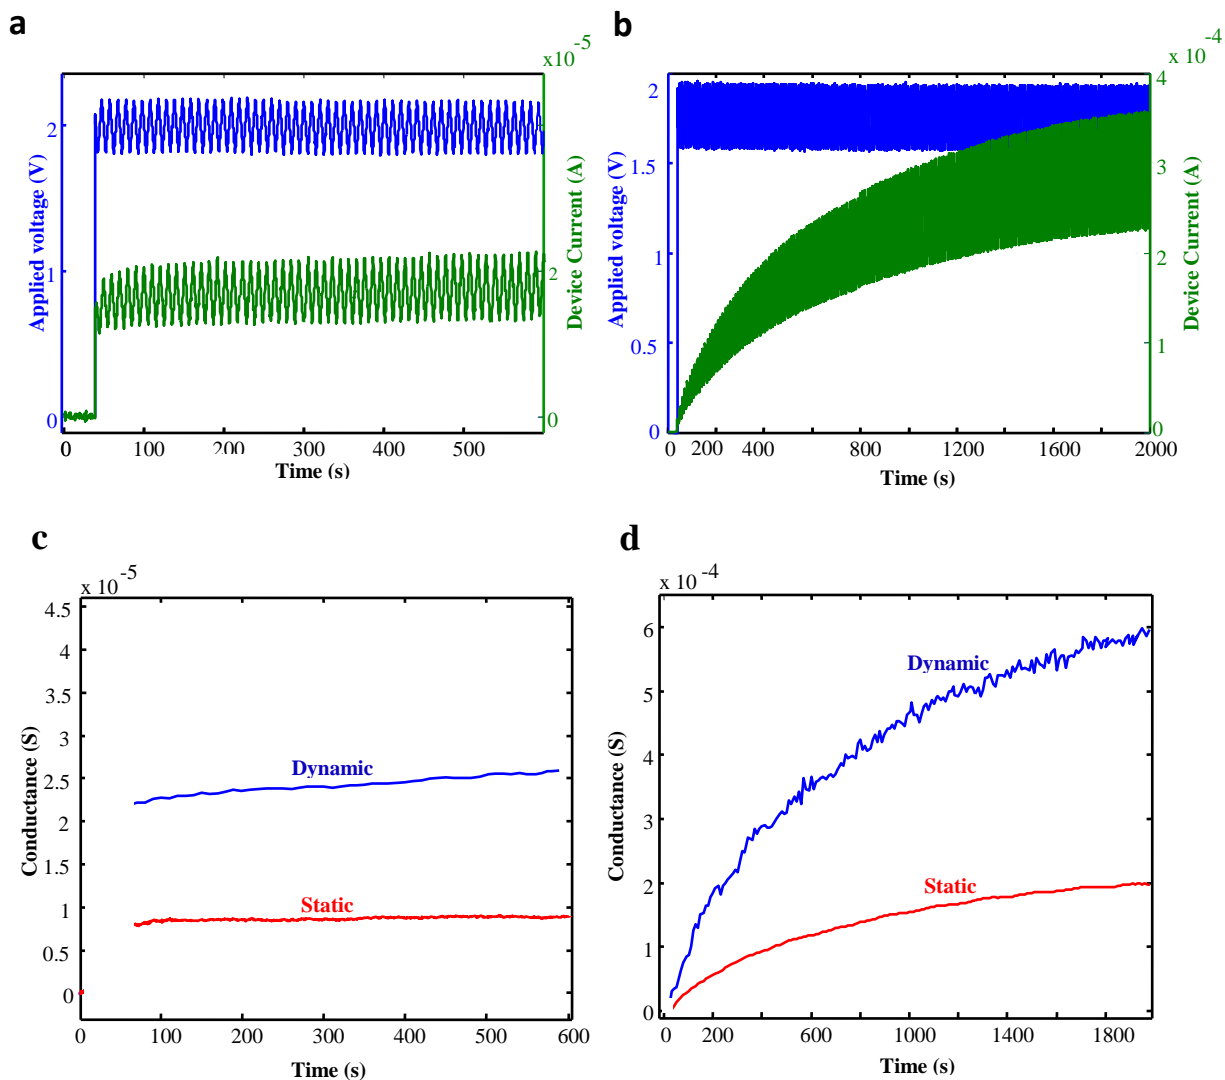 a
x10 -5
2
1
0
Applied voltage (V)
2
0
Device Current (A)
0 100 200 300 400 500
Time (s)
b
x 10 -4
2
1.5
1
0.5
0
Applied voltage (V)
4
3
2
1
0
Device Current (A)
0 200 400 800 1200 1600 2000
Time (s)
c
x 10 -5
4.5
4
3.5
3
2.5
2
1
0.5
0
Conductance (S)
Dynamic
Static
0 100 200 300 400 500 600
Time (s)
d
x 10 -4
6
5
4
3
2
1
0
Conductance (S)
Dynamic
Static
0 200 600 1000 1400 1800
Time (s)